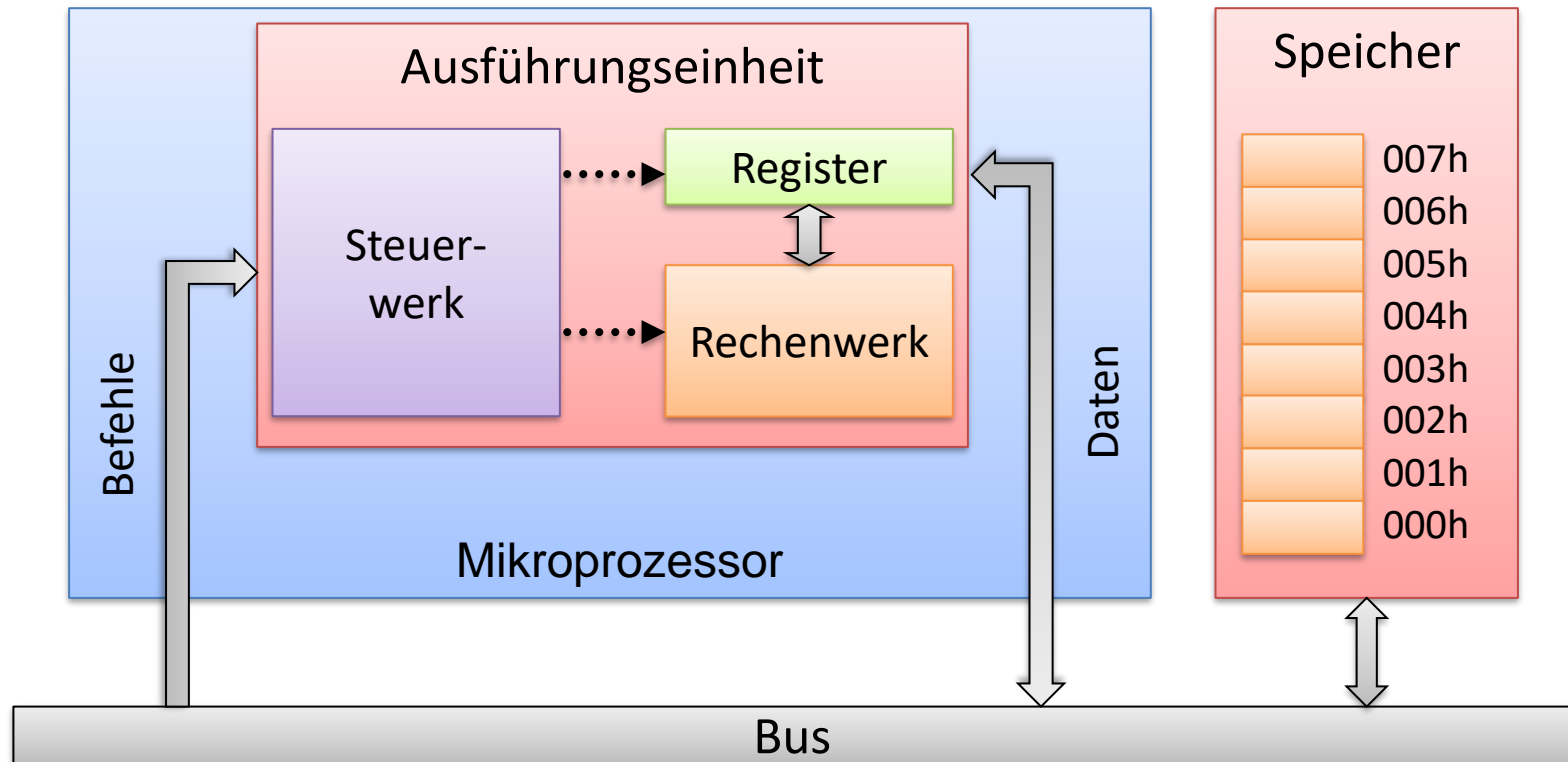 Ausführungseinheit
Steuer-
werk
Register
Rechenwerk
Befehle
Daten
Mikroprozessor
Speicher
007h
006h
005h
004h
003h
002h
001h
000h
Bus